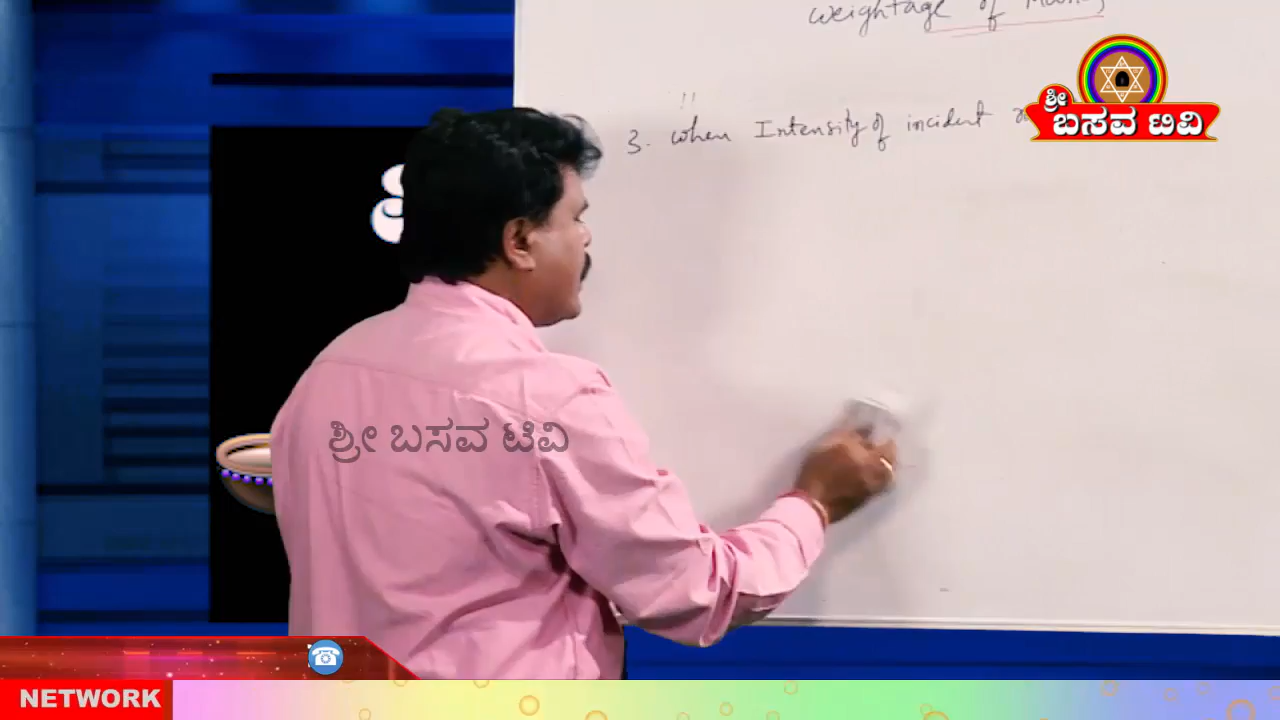 weightage of
ಶ್ರೀ
ಬಸವ ಟಿವಿ
3. when Intensity of incident
ಶ್ರೀ ಬಸವ ಟಿವಿ
NETWORK